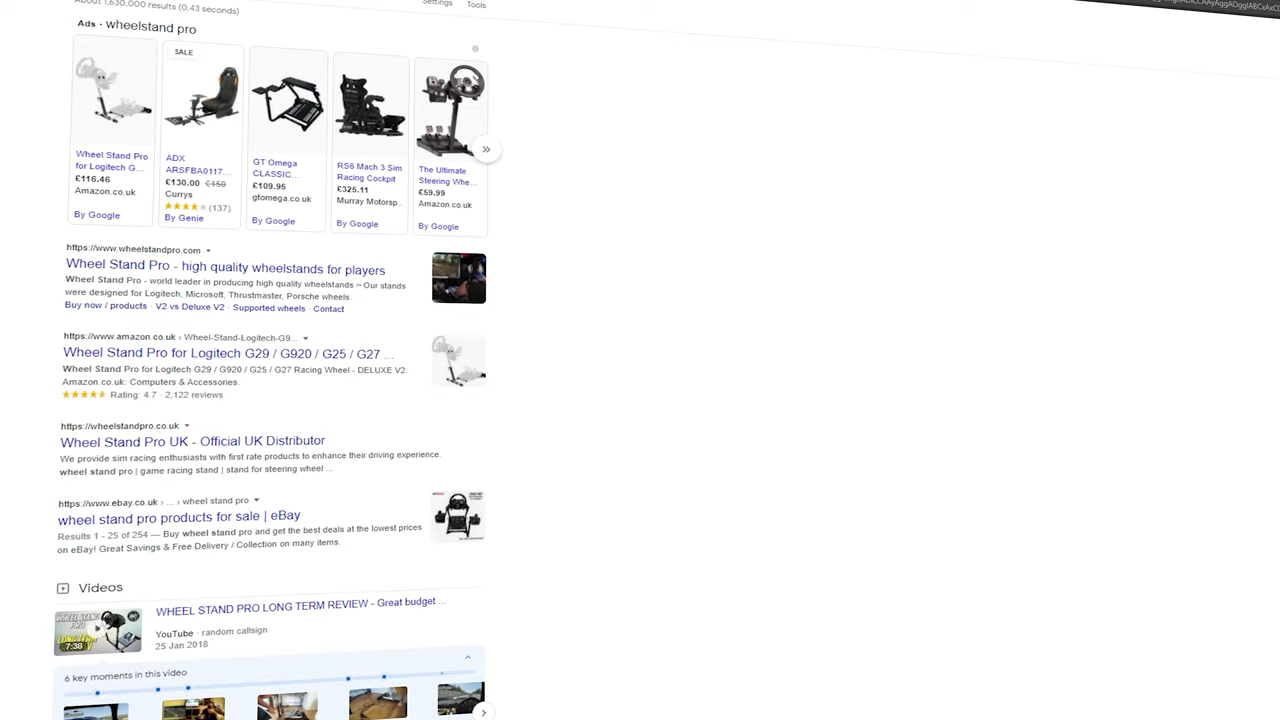 About 1,630,000 results (0.43 seconds)
Settings
Tools
Ads · wheelstand pro
SALE
Wheel Stand Pro
for Logitech G...
£116.46
Amazon.co.uk
By Google
ADX
ARSFBA0117...
£130.00 £150
Currys
(137)
By Genie
GT Omega
CLASSIC...
£109.95
gtomega.co.uk
By Google
RS6 Mach 3 Sim
Racing Cockpit
£325.11
Murray Motorsp..
By Google
The Ultimate
Steering Whe...
£59.99
Amazon.co.uk
By Google
https://www.wheelstandpro.com
Wheel Stand Pro - high quality wheelstands for players
Wheel Stand Pro - world leader in producing high quality wheelstands ➣ Our stands
were designed for Logitech, Microsoft, Thrustmaster, Porsche wheels.
Buy now / products · V2 vs Deluxe V2 · Supported wheels · Contact
https://www.amazon.co.uk › Wheel-Stand-Logitech-G9...
Wheel Stand Pro for Logitech G29 / G920 / G25 / G27 ...
Wheel Stand Pro for Logitech G29 / G920 / G25 / G27 Racing Wheel - DELUXE V2:
Amazon.co.uk: Computers & Accessories.
Rating: 4.7 · 2,122 reviews
https://wheelstandpro.co.uk
Wheel Stand Pro UK - Official UK Distributor
We provide sim racing enthusiasts with first rate products to enhance their driving experience.
wheel stand pro | game racing stand | stand for steering wheel ...
https://www.ebay.co.uk › ... › wheel stand pro
wheel stand pro products for sale | eBay
Results 1 - 25 of 254 — Buy wheel stand pro and get the best deals at the lowest prices
on eBay! Great Savings & Free Delivery / Collection on many items.
Videos
WHEEL STAND PRO LONG TERM REVIEW - Great budget ...
YouTube · random callsign
25 Jan 2018
WHEEL STAND
PRO
LONG
7:38
6 key moments in this video